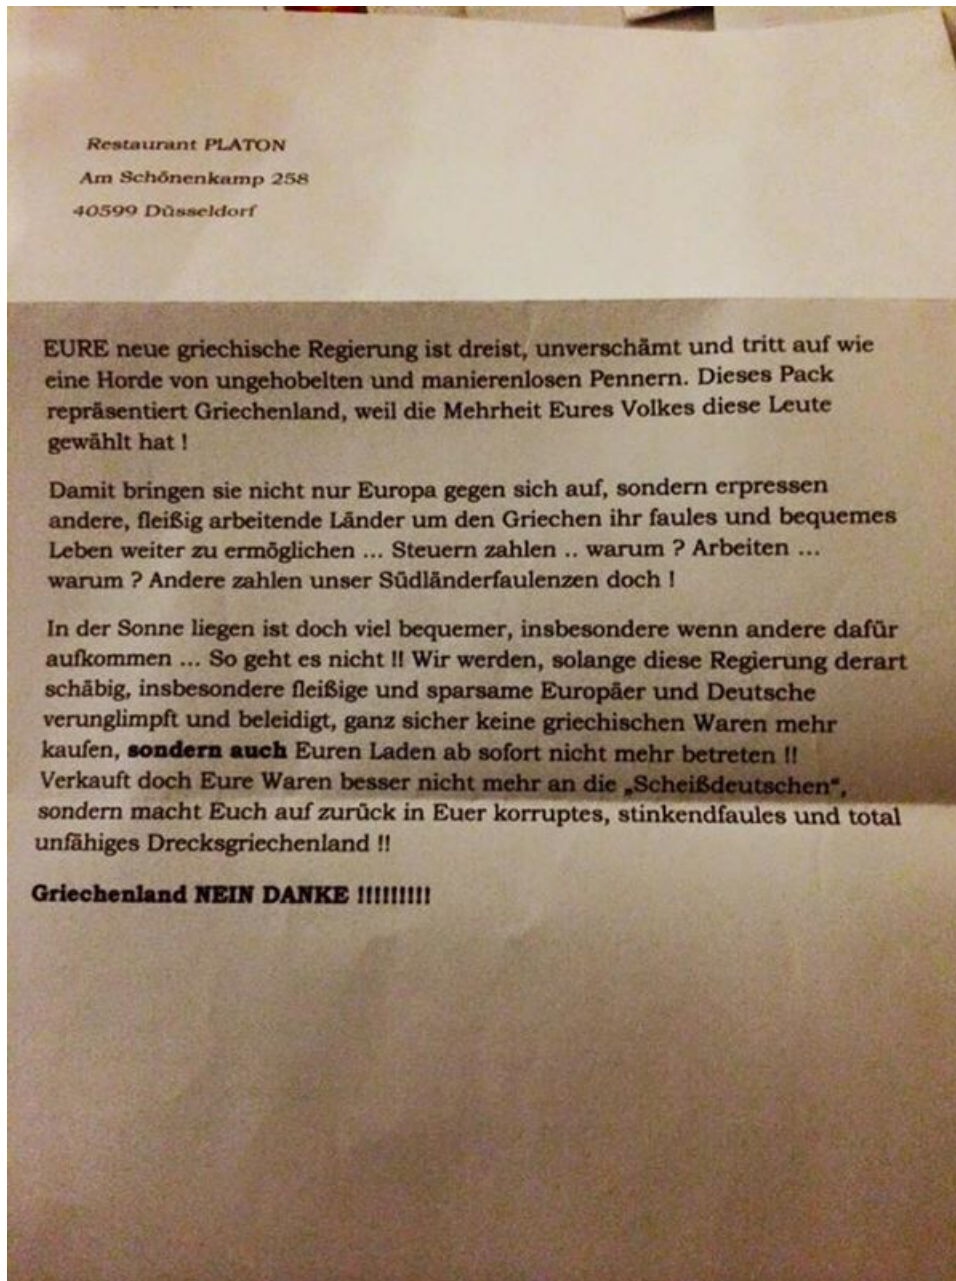 Restaurant PLATON
Am Schönenkamp 258
40599 Düsseldorf
EURE neue griechische Regierung ist dreist, unverschämt und tritt auf wie
eine Horde von ungehobelten und manierenlosen Pennern. Dieses Pack
repräsentiert Griechenland, weil die Mehrheit Eures Volkes diese Leute
gewählt hat !
Damit bringen sie nicht nur Europa gegen sich auf, sondern erpressen
andere, fleißig arbeitende Länder um den Griechen ihr faules und bequemes
Leben weiter zu ermöglichen ... Steuern zahlen .. warum ? Arbeiten ...
warum ? Andere zahlen unser Südländerfaulenzen doch !
In der Sonne liegen ist doch viel bequemer, insbesondere wenn andere dafür
aufkommen ... So geht es nicht !! Wir werden, solange diese Regierung derart
schäbig, insbesondere fleißige und sparsame Europäer und Deutsche
verunglimpft und beleidigt, ganz sicher keine griechischen Waren mehr
kaufen, sondern auch Euren Laden ab sofort nicht mehr betreten !!
Verkauft doch Eure Waren besser nicht mehr an die „Scheißdeutschen“,
sondern macht Euch auf zurück in Euer korruptes, stinkendfaules und total
unfähiges Drecksgriechenland !!
Griechenland NEIN DANKE !!!!!!!!!